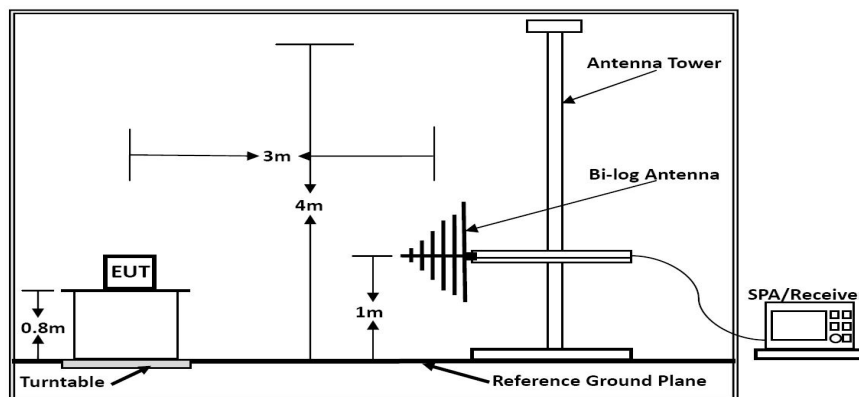 Antenna Tower
3m
Bi-log Antenna
4m
EUT
SPA/Receive
0.8m
1m
Turntable
Reference Ground Plane